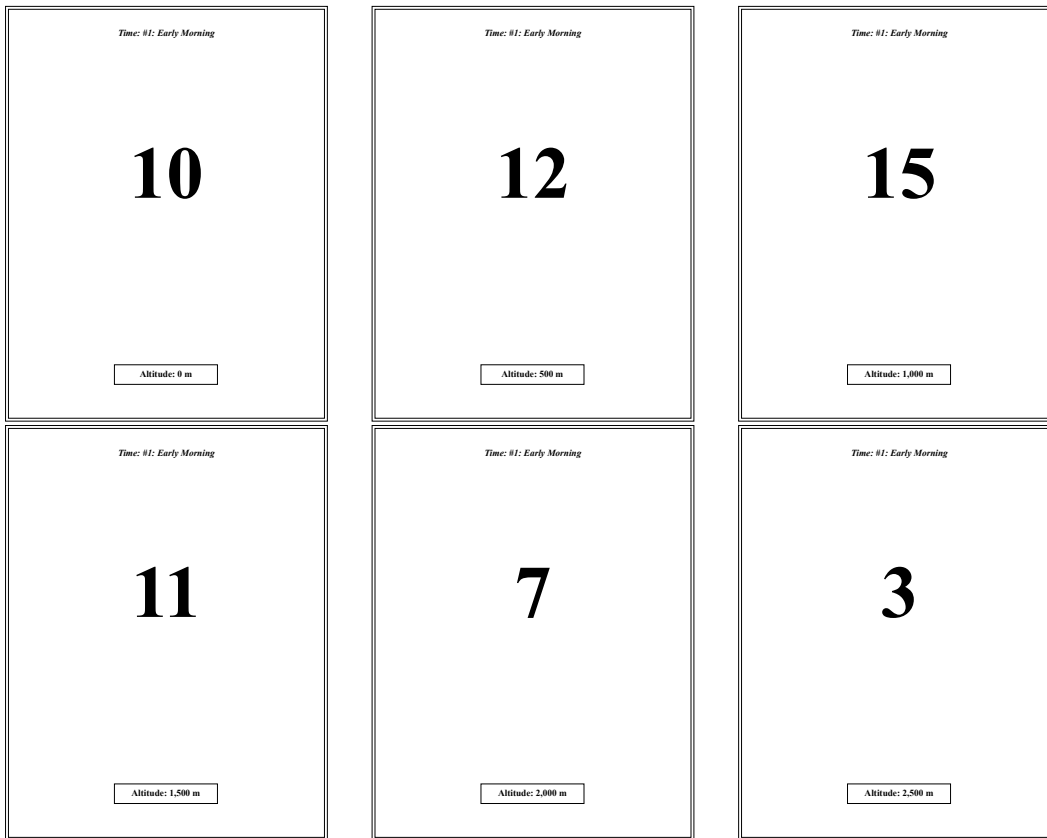 Time: #1: Early Morning
10
Altitude: 0 m
Time: #1: Early Morning
12
Altitude: 500 m
Time: #1: Early Morning
15
Altitude: 1,000 m
Time: #1: Early Morning
11
Altitude: 1,500 m
Time: #1: Early Morning
7
Altitude: 2,000 m
Time: #1: Early Morning
3
Altitude: 2,500 m